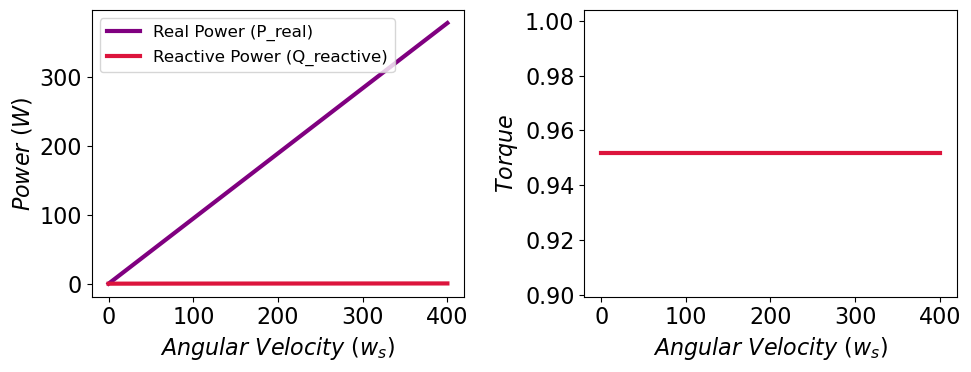 Real Power (P_real)
Reactive Power (Q_reactive)
Power (W)
300
200
100
0
0 100 200 300 400
Angular Velocity (w_s)
Torque
1.00
0.98
0.96
0.94
0.92
0.90
0 100 200 300 400
Angular Velocity (w_s)